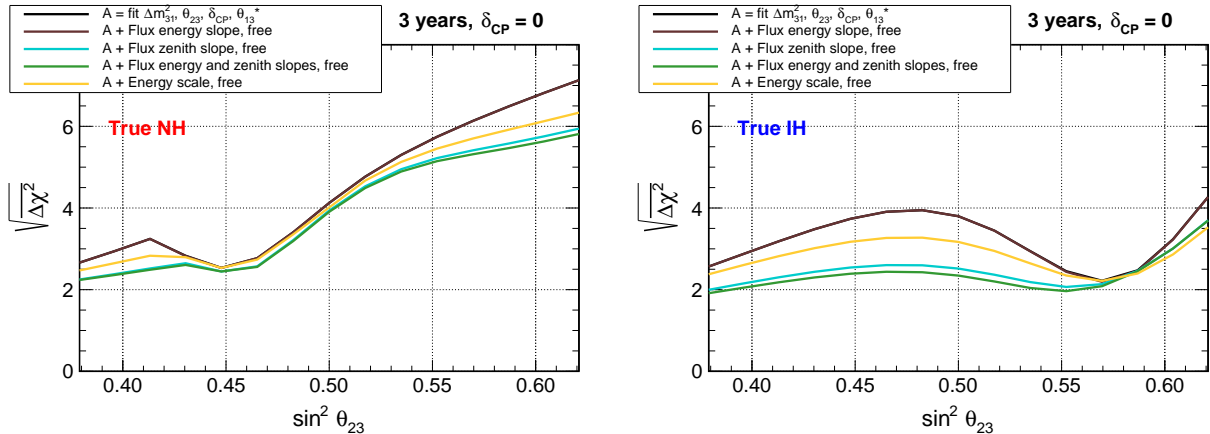 A = fit Δm²₃₁, θ₂₃, δ_CP, θ₁₃*
A + Flux energy slope, free
A + Flux zenith slope, free
A + Flux energy and zenith slopes, free
A + Energy scale, free
3 years, δ_CP = 0
True NH
√Δχ²
6
4
2
0
0.40 0.45 0.50 0.55 0.60
sin² θ₂₃
A = fit Δm²₃₁, θ₂₃, δ_CP, θ₁₃*
A + Flux energy slope, free
A + Flux zenith slope, free
A + Flux energy and zenith slopes, free
A + Energy scale, free
3 years, δ_CP = 0
True IH
√Δχ²
6
4
2
0
0.40 0.45 0.50 0.55 0.60
sin² θ₂₃